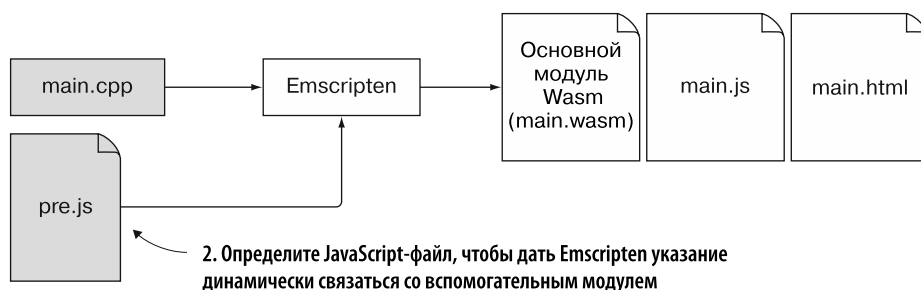 main.cpp
Emscripten
Основной
модуль
Wasm
(main.wasm)
main.js
main.html
pre.js
2. Определите JavaScript-файл, чтобы дать Emscripten указание
динамически связаться со вспомогательным модулем